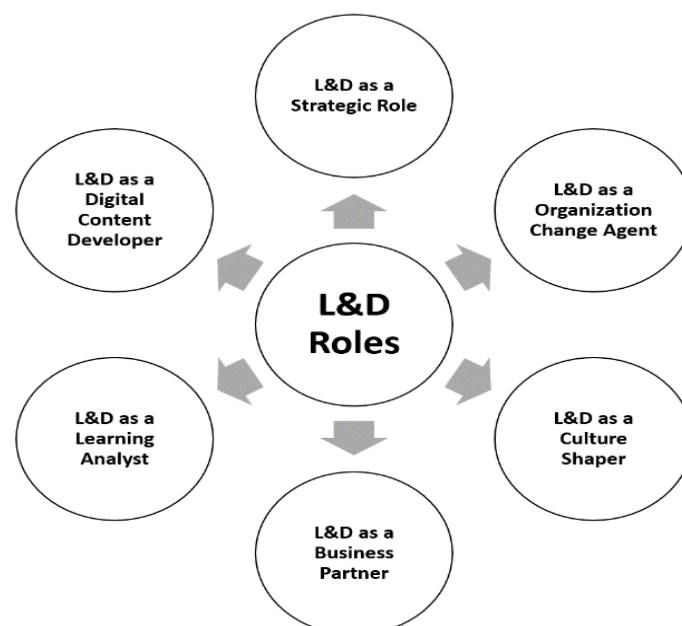 L&D as a
Strategic Role
L&D as a
Digital
Content
Developer
L&D as a
Organization
Change Agent
L&D
Roles
L&D as a
Learning
Analyst
L&D as a
Culture
Shaper
L&D as a
Business
Partner